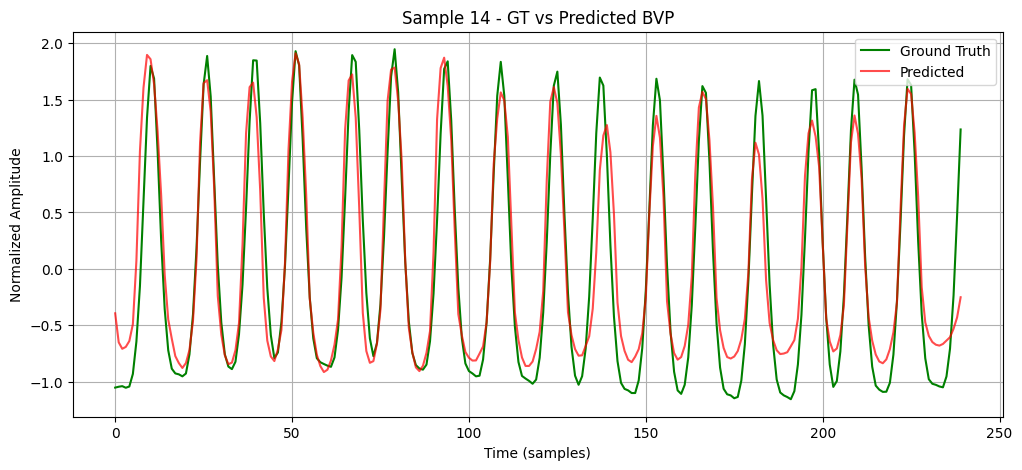 Sample 14 - GT vs Predicted BVP
Ground Truth
Predicted
Normalized Amplitude
2.0
1.5
1.0
0.5
0.0
−0.5
−1.0
0 50 100 150 200 250
Time (samples)